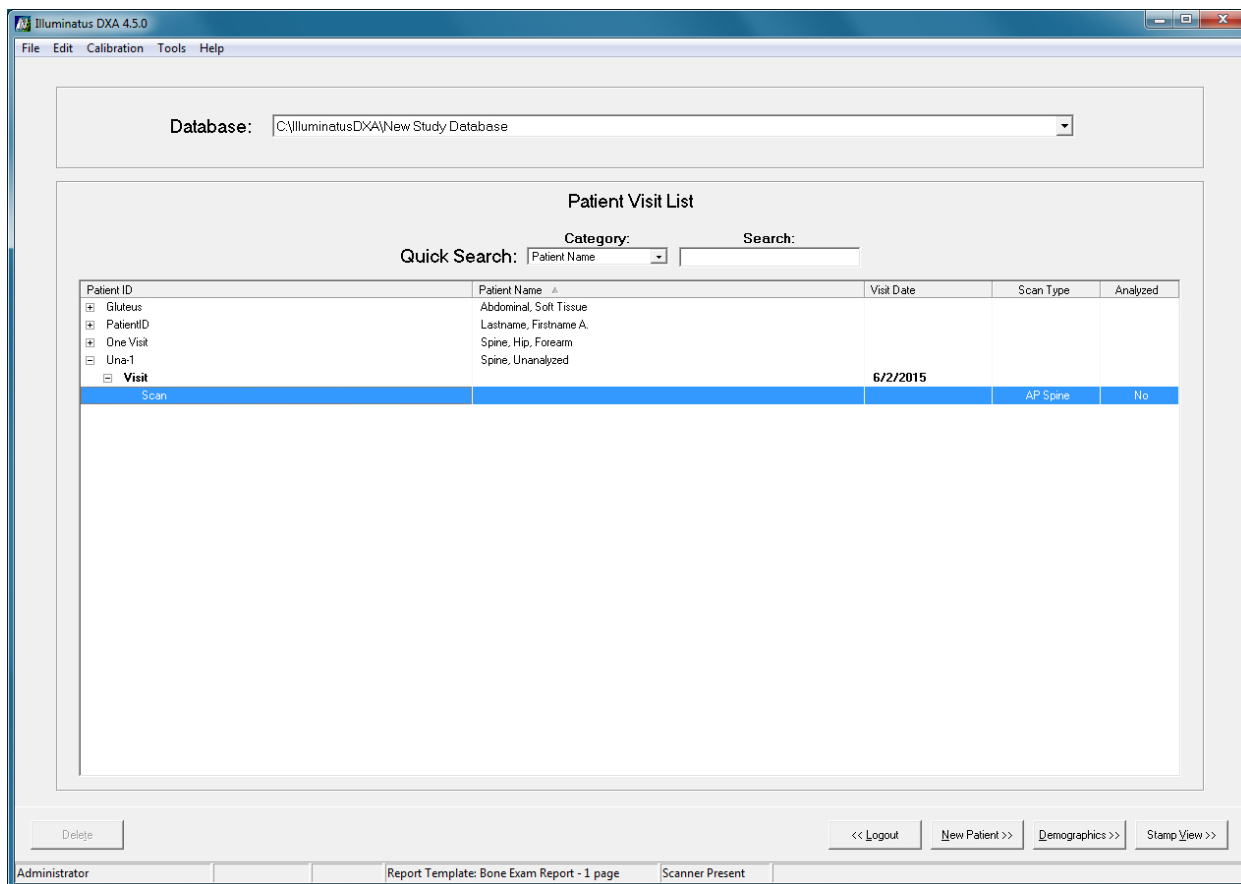 Illuminatus DXA 4.5.0
File Edit Calibration Tools Help
Database: C:\IlluminatusDXA\New Study Database
Patient Visit List
Category: Search:
Quick Search: Patient Name
Patient ID Patient Name Visit Date Scan Type Analyzed
Gluteus Abdominal, Soft Tissue
PatientID Lastname, Firstname A.
One Visit Spine, Hip, Forearm
Una-1 Spine, Unanalyzed
Visit 6/2/2015
Scan AP Spine No
Delete << Logout New Patient >> Demographics >> Stamp View >>
Administrator Report Template: Bone Exam Report - 1 page Scanner Present